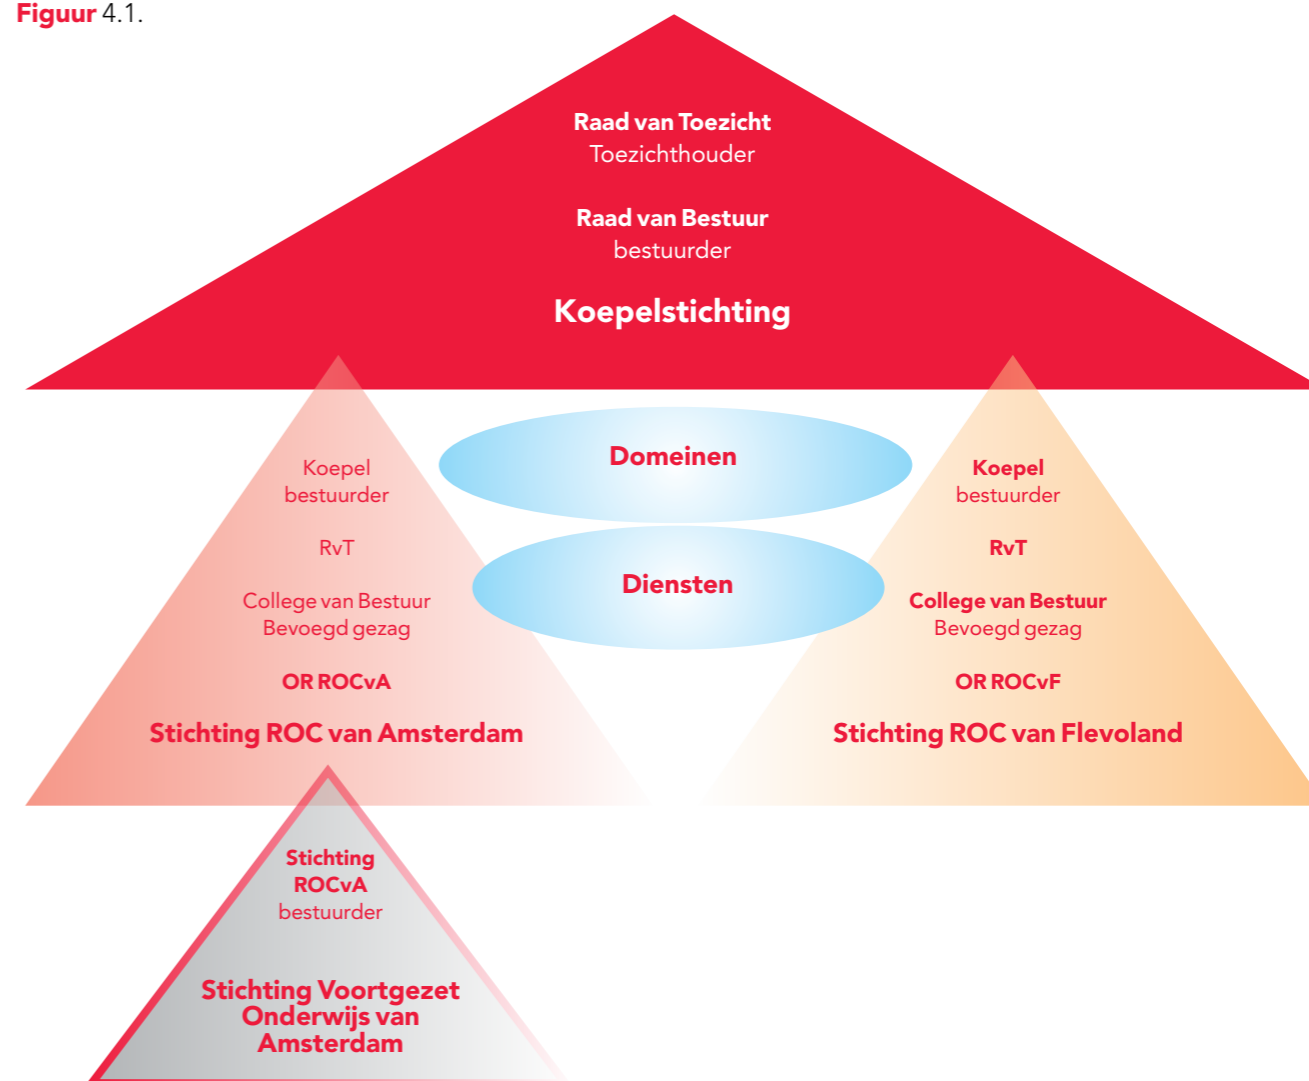 Figuur 4.1.
Raad van Toezicht
Toezichthouder
Raad van Bestuur
bestuurder
Koepelstichting
Koepel
bestuurder
RvT
College van Bestuur
Bevoegd gezag
OR ROCvA
Stichting ROC van Amsterdam
Domeinen
Diensten
Koepel
bestuurder
RvT
College van Bestuur
Bevoegd gezag
OR ROCvF
Stichting ROC van Flevoland
Stichting
ROCvA
bestuurder
Stichting Voortgezet
Onderwijs van
Amsterdam